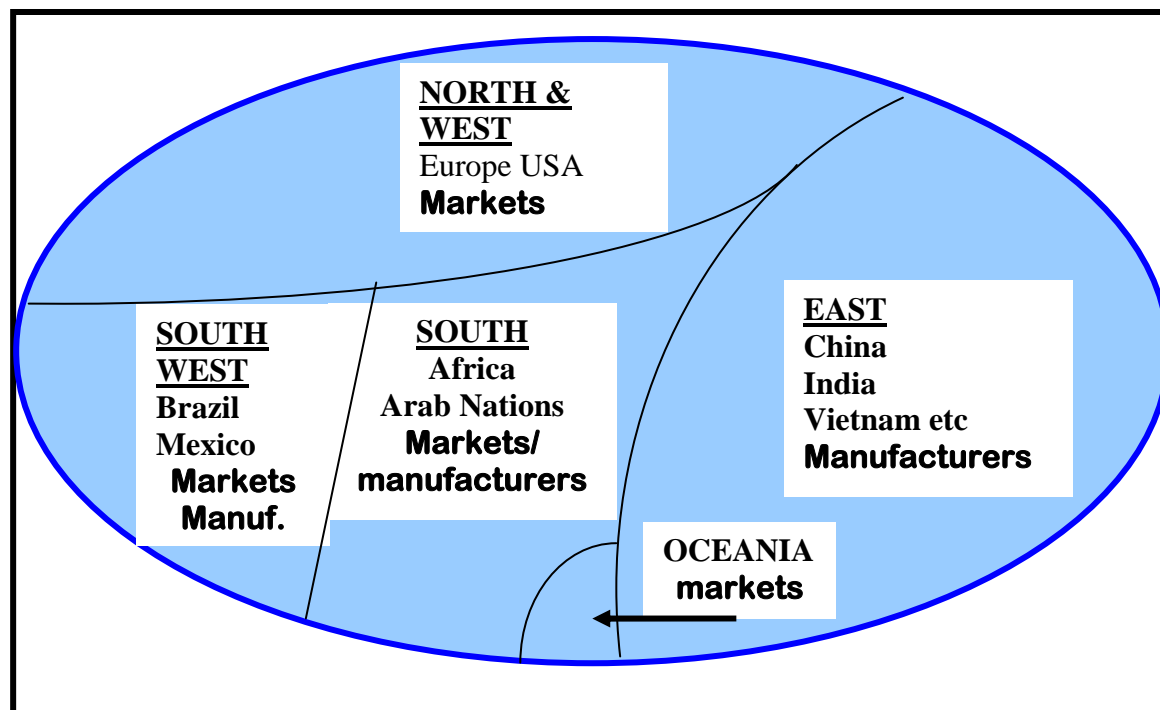 NORTH &
WEST
Europe USA
Markets
SOUTH
WEST
Brazil
Mexico
Markets
Manuf.
SOUTH
Africa
Arab Nations
Markets/
manufacturers
EAST
China
India
Vietnam etc
Manufacturers
OCEANIA
markets